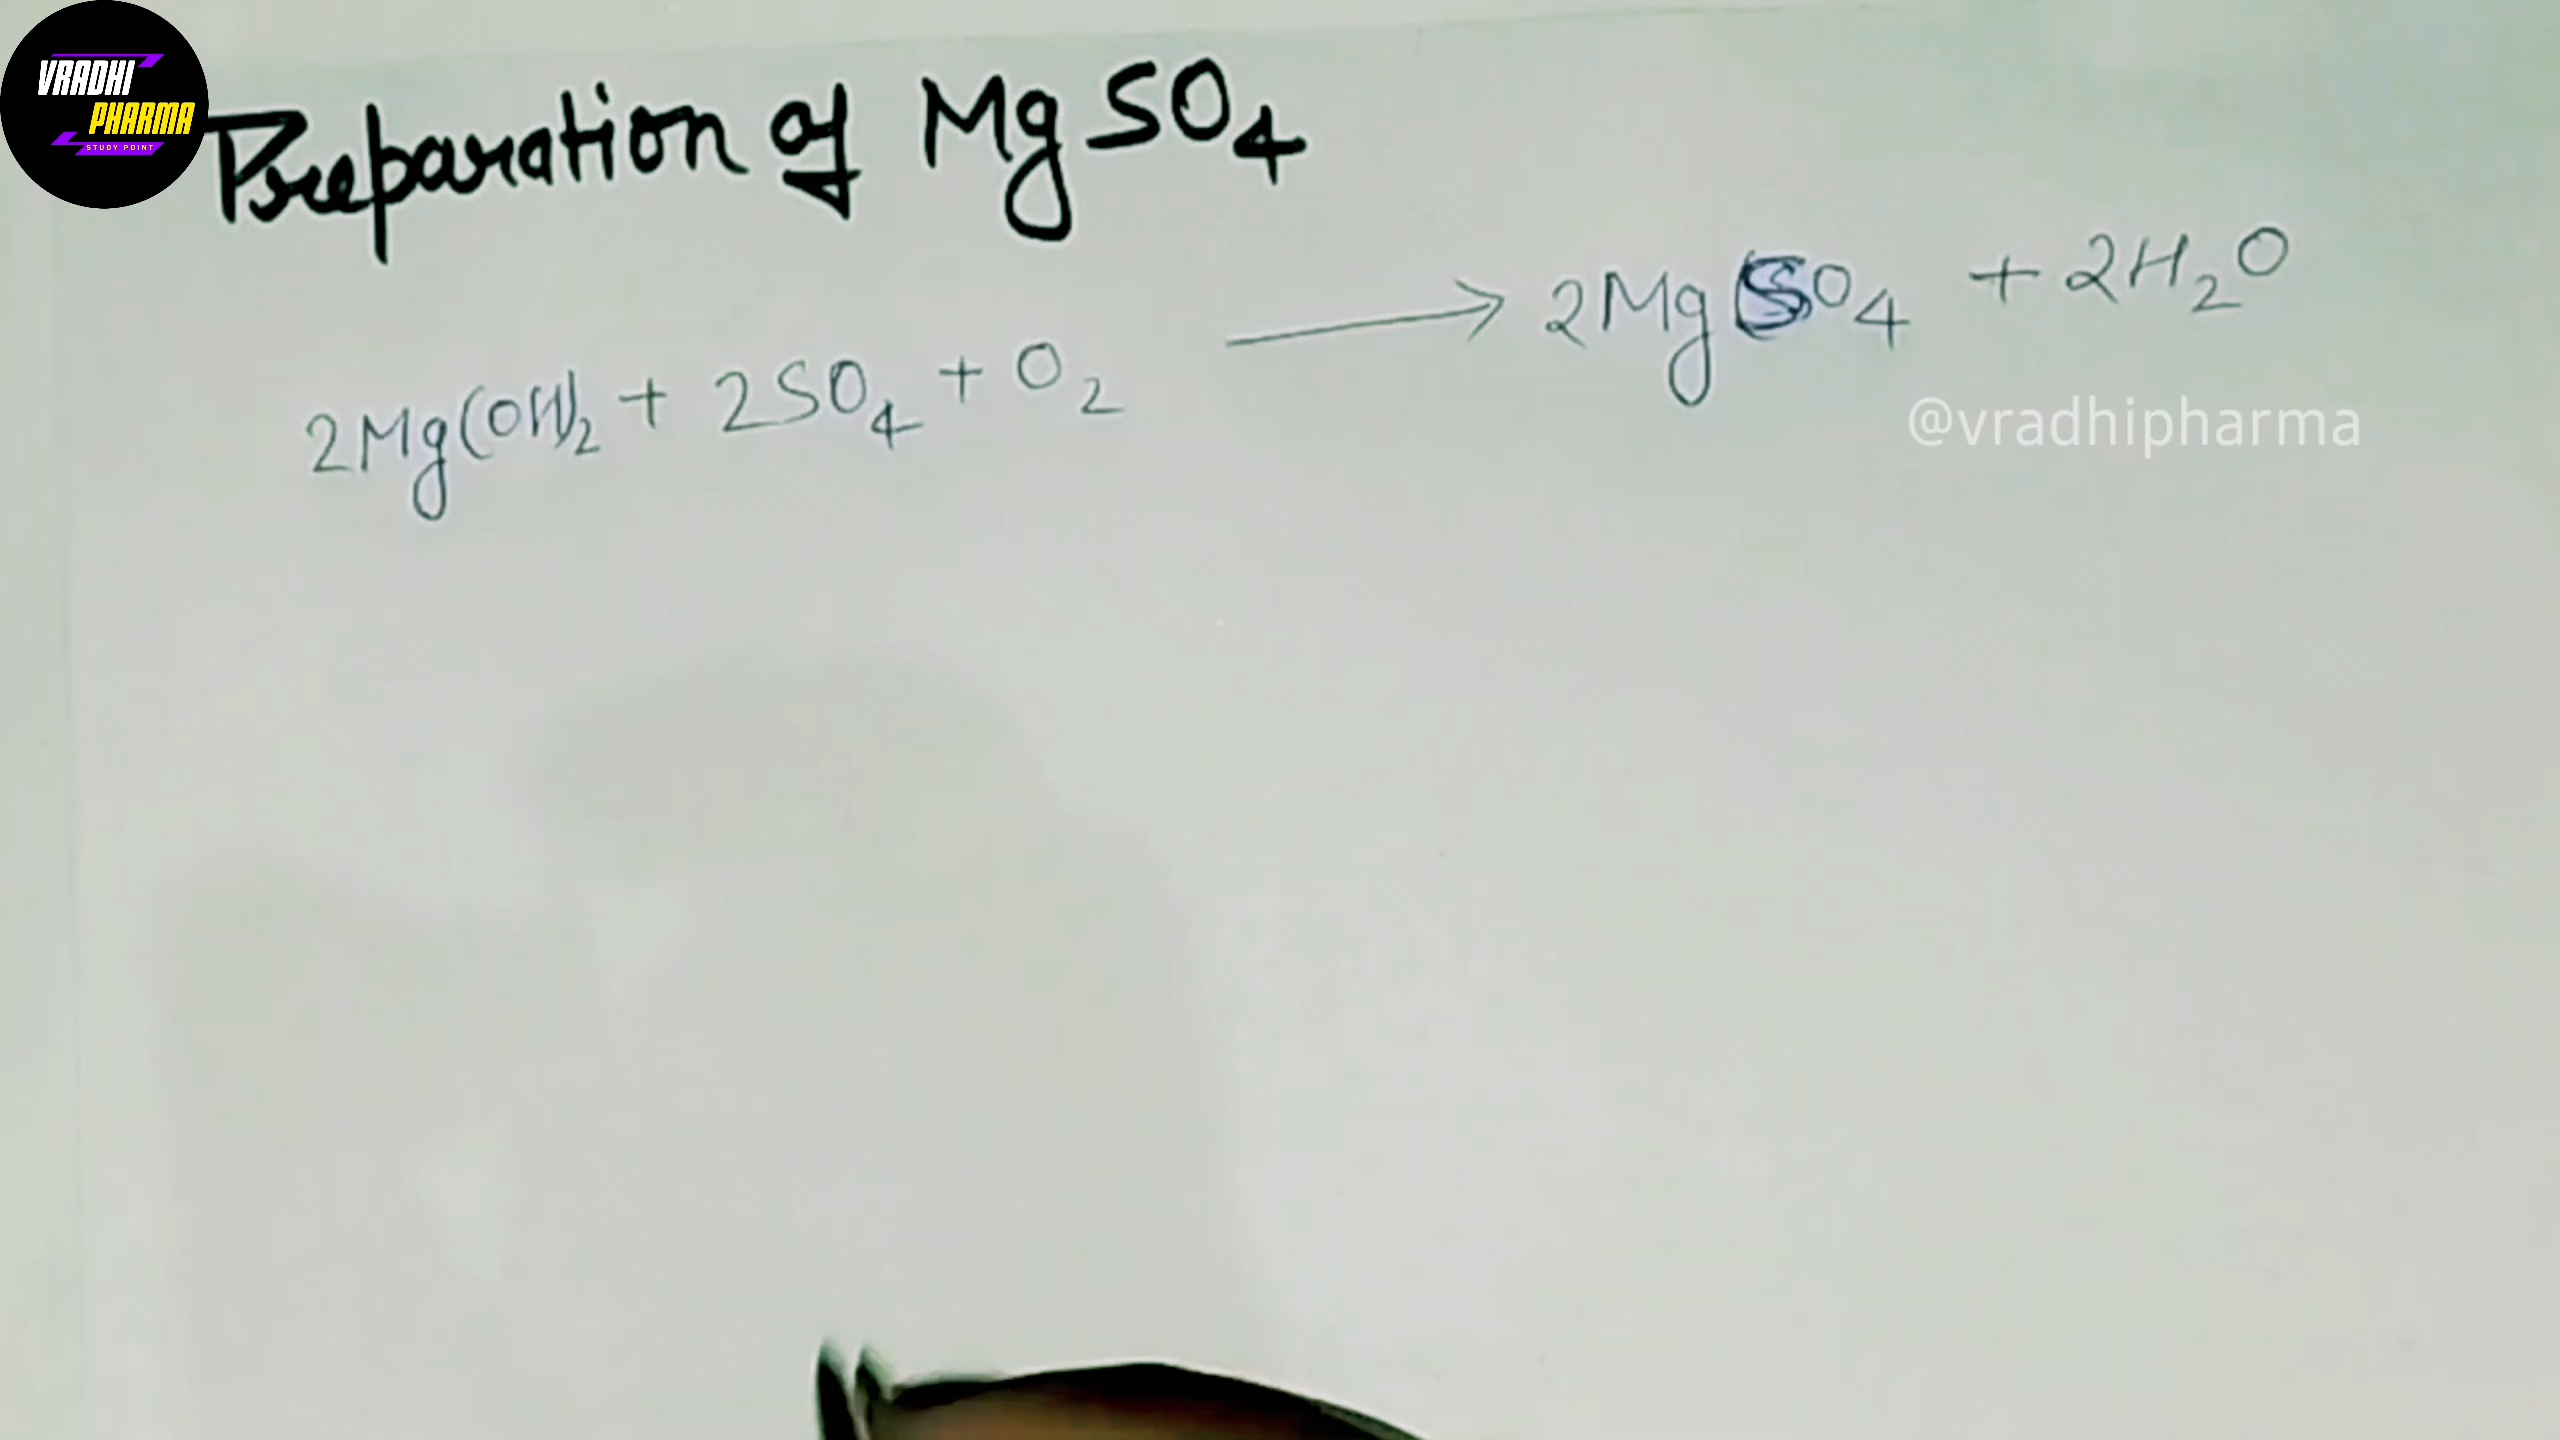 VRADHI
PHARMA
STUDY POINT
Preparation of MgSO4
2Mg(OH)2 + 2SO4 + O2 → 2MgSO4 + 2H2O
@vradhipharma